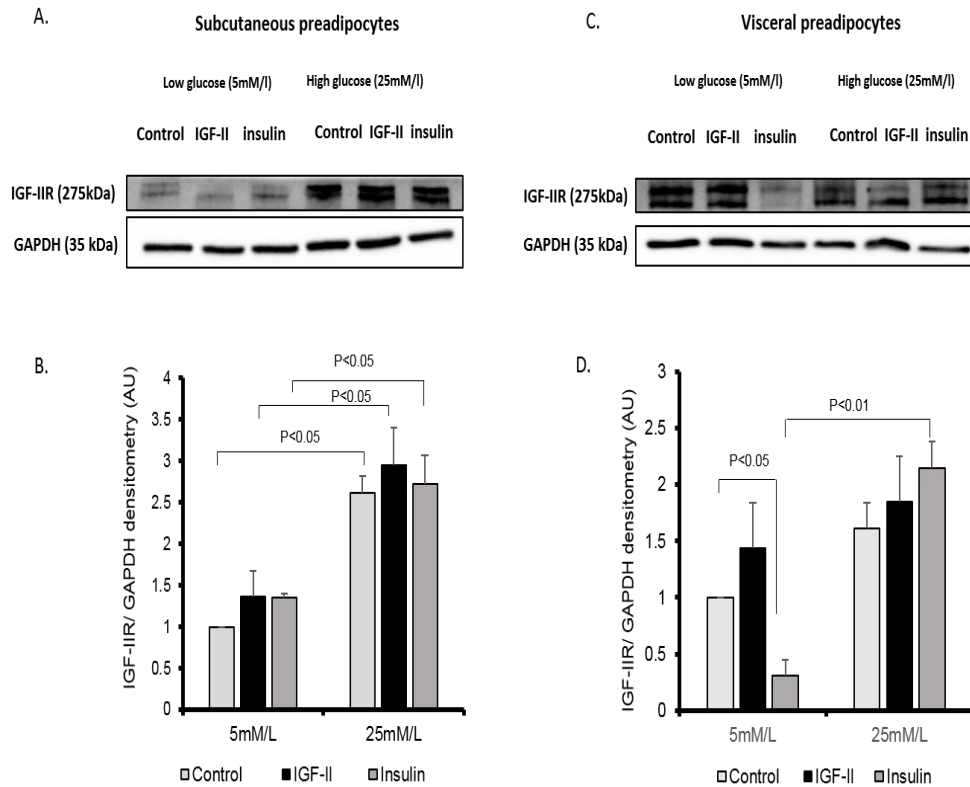 A.
Subcutaneous preadipocytes
Low glucose (5mM/l) High glucose (25mM/l)
Control IGF-II insulin Control IGF-II insulin
IGF-IIR (275kDa)
GAPDH (35 kDa)
C.
Visceral preadipocytes
Low glucose (5mM/l) High glucose (25mM/l)
Control IGF-II insulin Control IGF-II insulin
IGF-IIR (275kDa)
GAPDH (35 kDa)
B.
IGF-IIR/ GAPDH densitometry (AU)
4
3.5
3
2.5
2
1.5
1
0.5
0
P<0.05
P<0.05
P<0.05
5mM/L 25mM/L
Control IGF-II Insulin
D.
IGF-IIR/ GAPDH densitometry (AU)
3
2.5
2
1.5
1
0.5
0
P<0.01
P<0.05
5mM/L 25mM/L
Control IGF-II Insulin